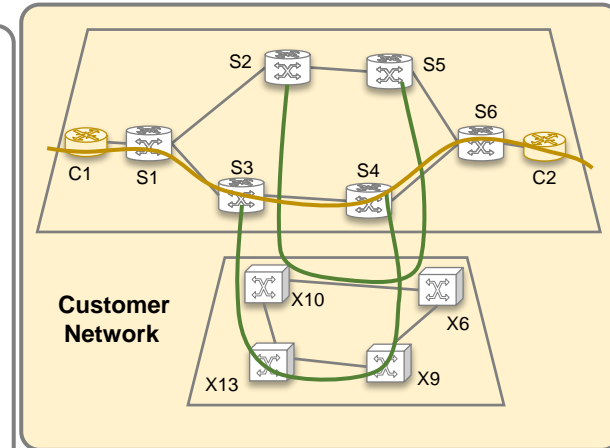 S2
S5
S6
C1
S1
S3
S4
C2
Customer
Network
X10
X6
X13
X9